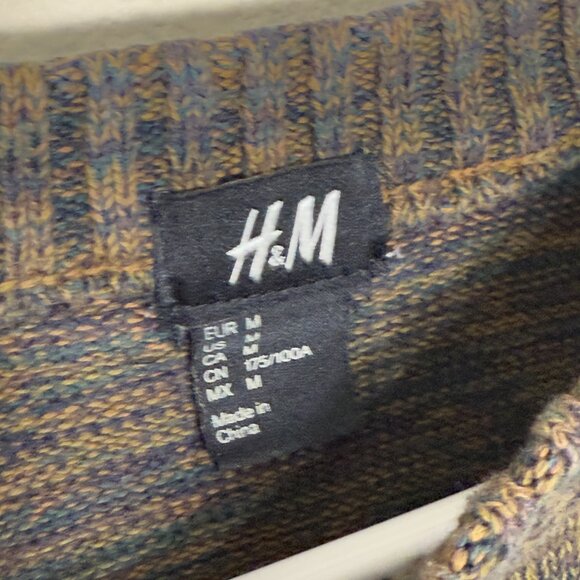 H&M
EUR M
US M
CA M
CN 175/100A
MX M
Made in
China